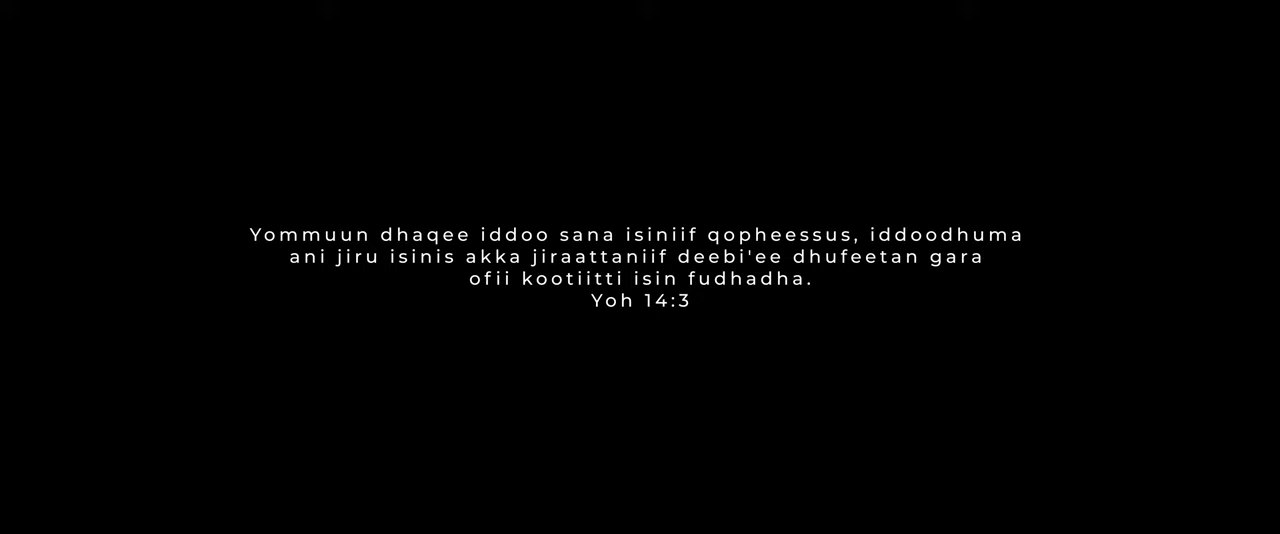 Yommuun dhaqee iddoo sana isiniif qopheessus, iddoodhuma
ani jiru isinis akka jiraattaniif deebi'ee dhufeetan gara
ofii kootiitti isin fudhadha.
Yoh 14:3